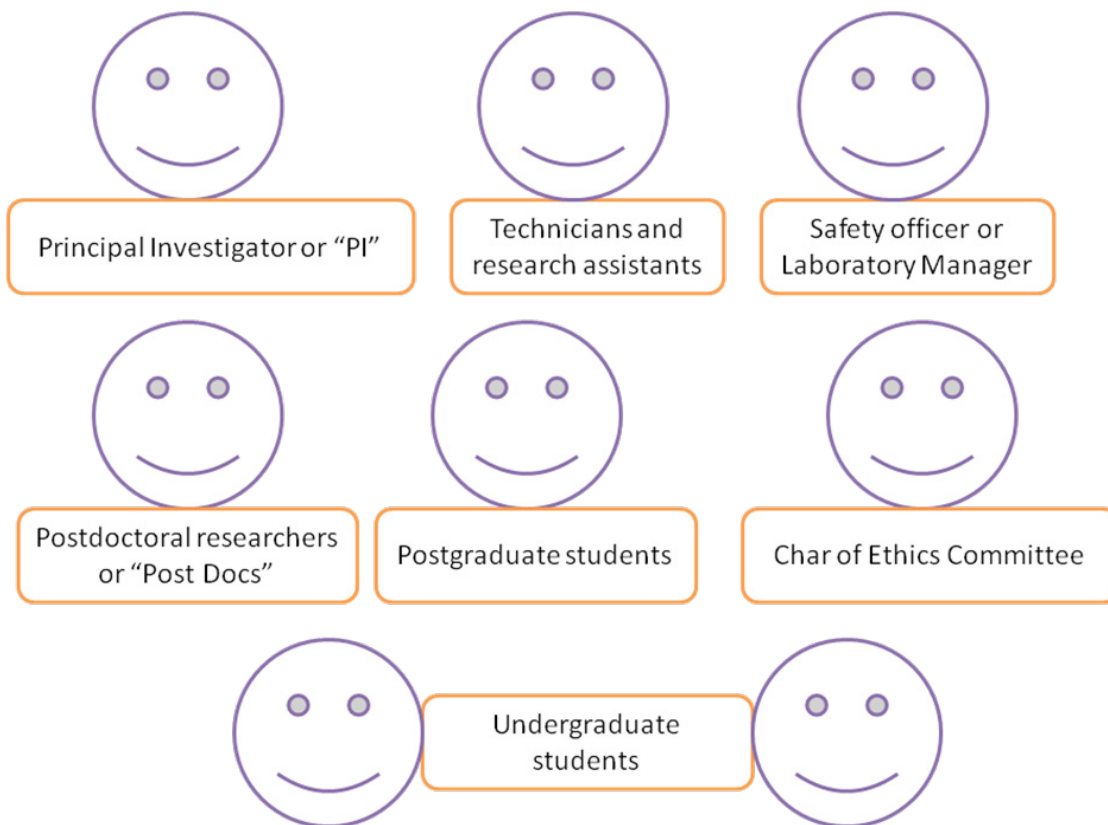 Principal Investigator or “PI”
Technicians and
research assistants
Safety officer or
Laboratory Manager
Postdoctoral researchers
or “Post Docs”
Postgraduate students
Char of Ethics Committee
Undergraduate
students